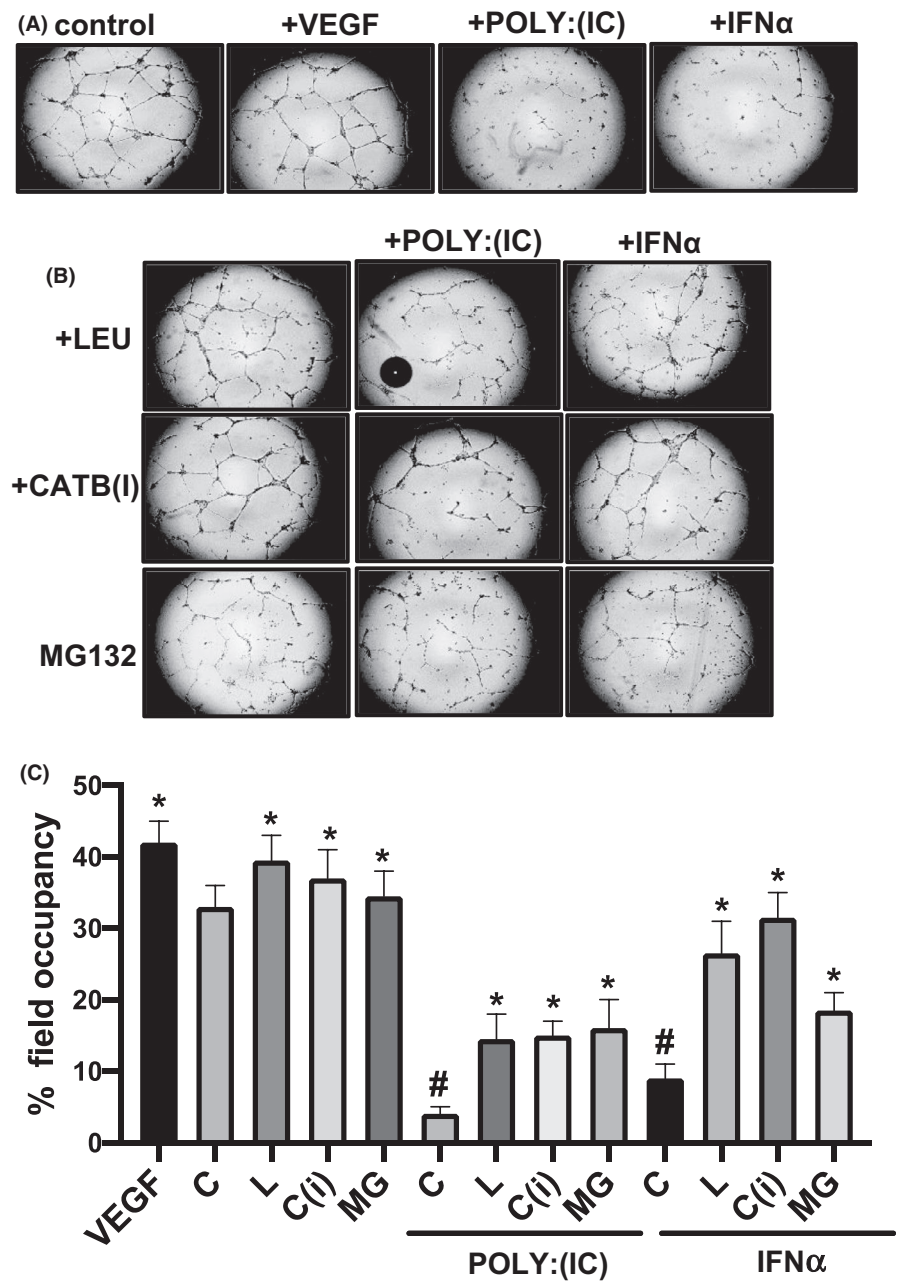 (A) control +VEGF +POLY:(IC) +IFNα
+POLY:(IC) +IFNα
(B)
+LEU
+CATB(I)
MG132
(C)
50
40
30
20
10
0
% field occupancy
* * * * * # * * * # * * *
VEGF C L C(i) MG C L C(i) MG C L C(i) MG
POLY:(IC) IFNα